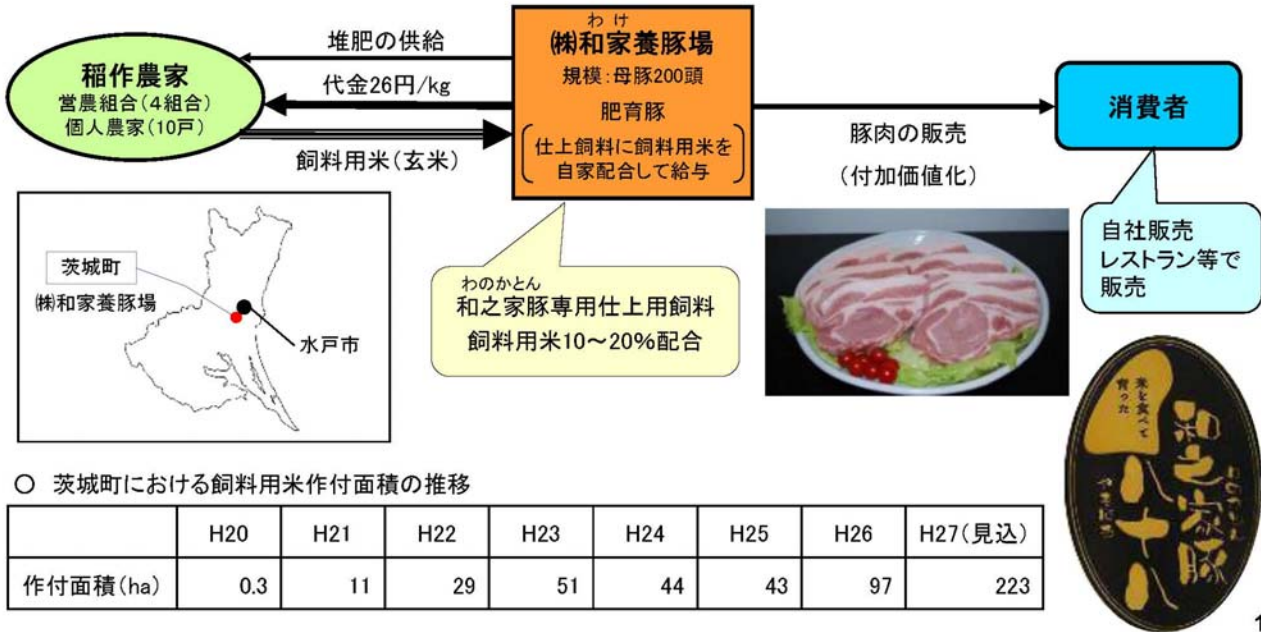 堆肥の供給
代金26円/kg
飼料用米(玄米)
稲作農家
営農組合(4組合)
個人農家(10戸)
わけ
㈱和家養豚場
規模:母豚200頭
肥育豚
仕上飼料に飼料用米を
自家配合して給与
豚肉の販売
(付加価値化)
消費者
自社販売
レストラン等で
販売
茨城町
㈱和家養豚場
水戸市
わのかとん
和之家豚専用仕上用飼料
飼料用米10～20%配合
米を食べて
育った
和之家豚
○ 茨城町における飼料用米作付面積の推移
H20 H21 H22 H23 H24 H25 H26 H27(見込)
作付面積(ha) 0.3 11 29 51 44 43 97 223
1